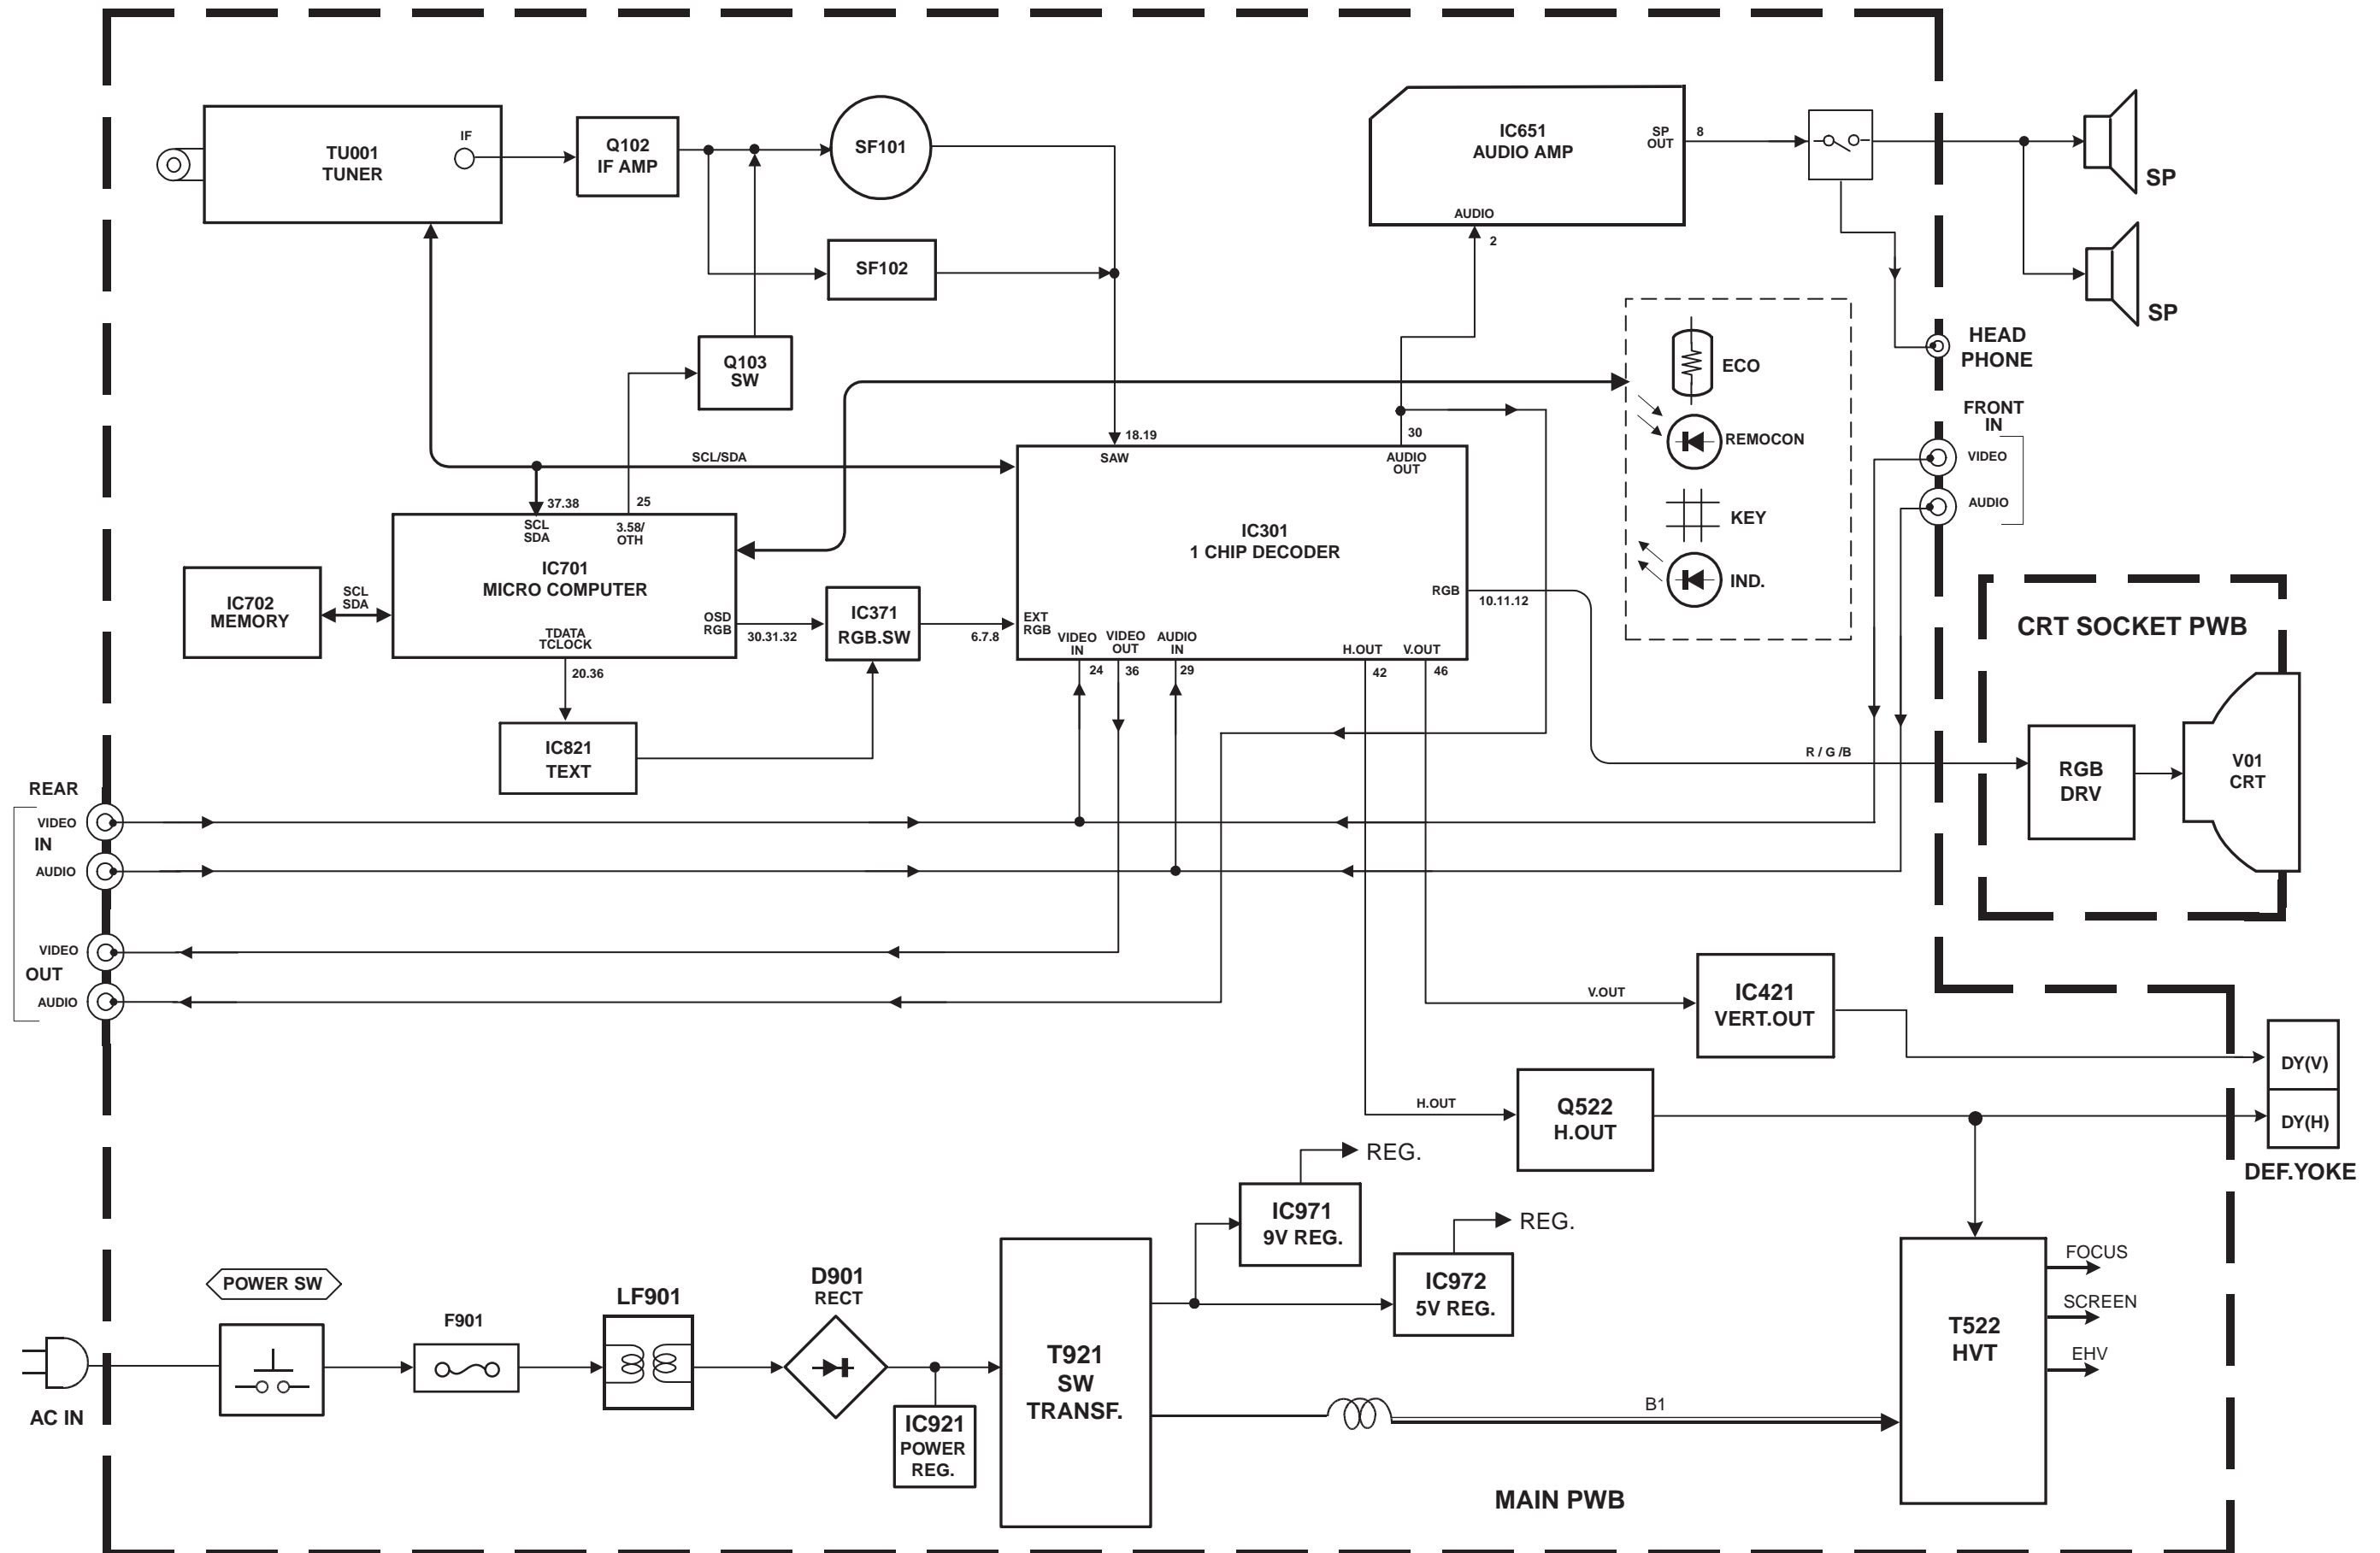 TU001
TUNER
IF
Q102
IF AMP
SF101
SF102
Q103
SW
IC651
AUDIO AMP
SP
OUT
8
AUDIO
2
SP
SP
HEAD
PHONE
FRONT
IN
VIDEO
AUDIO
ECO
REMOCON
KEY
IND.
SCL/SDA
18.19
SAW
30
AUDIO
OUT
IC301
1 CHIP DECODER
RGB
10.11.12
EXT
RGB
VIDEO
IN
VIDEO
OUT
AUDIO
IN
H.OUT
V.OUT
24
36
29
42
46
37.38
SCL
SDA
25
3.58/
OTH
IC701
MICRO COMPUTER
OSD
RGB
30.31.32
TDATA
TCLOCK
20.36
IC702
MEMORY
SCL
SDA
IC371
RGB.SW
6.7.8
IC821
TEXT
CRT SOCKET PWB
R / G /B
RGB
DRV
V01
CRT
REAR
VIDEO
IN
AUDIO
VIDEO
OUT
AUDIO
V.OUT
IC421
VERT.OUT
H.OUT
Q522
H.OUT
DY(V)
DY(H)
DEF.YOKE
REG.
IC971
9V REG.
REG.
IC972
5V REG.
POWER SW
F901
LF901
D901
RECT
AC IN
IC921
POWER
REG.
T921
SW
TRANSF.
B1
T522
HVT
FOCUS
SCREEN
EHV
MAIN PWB